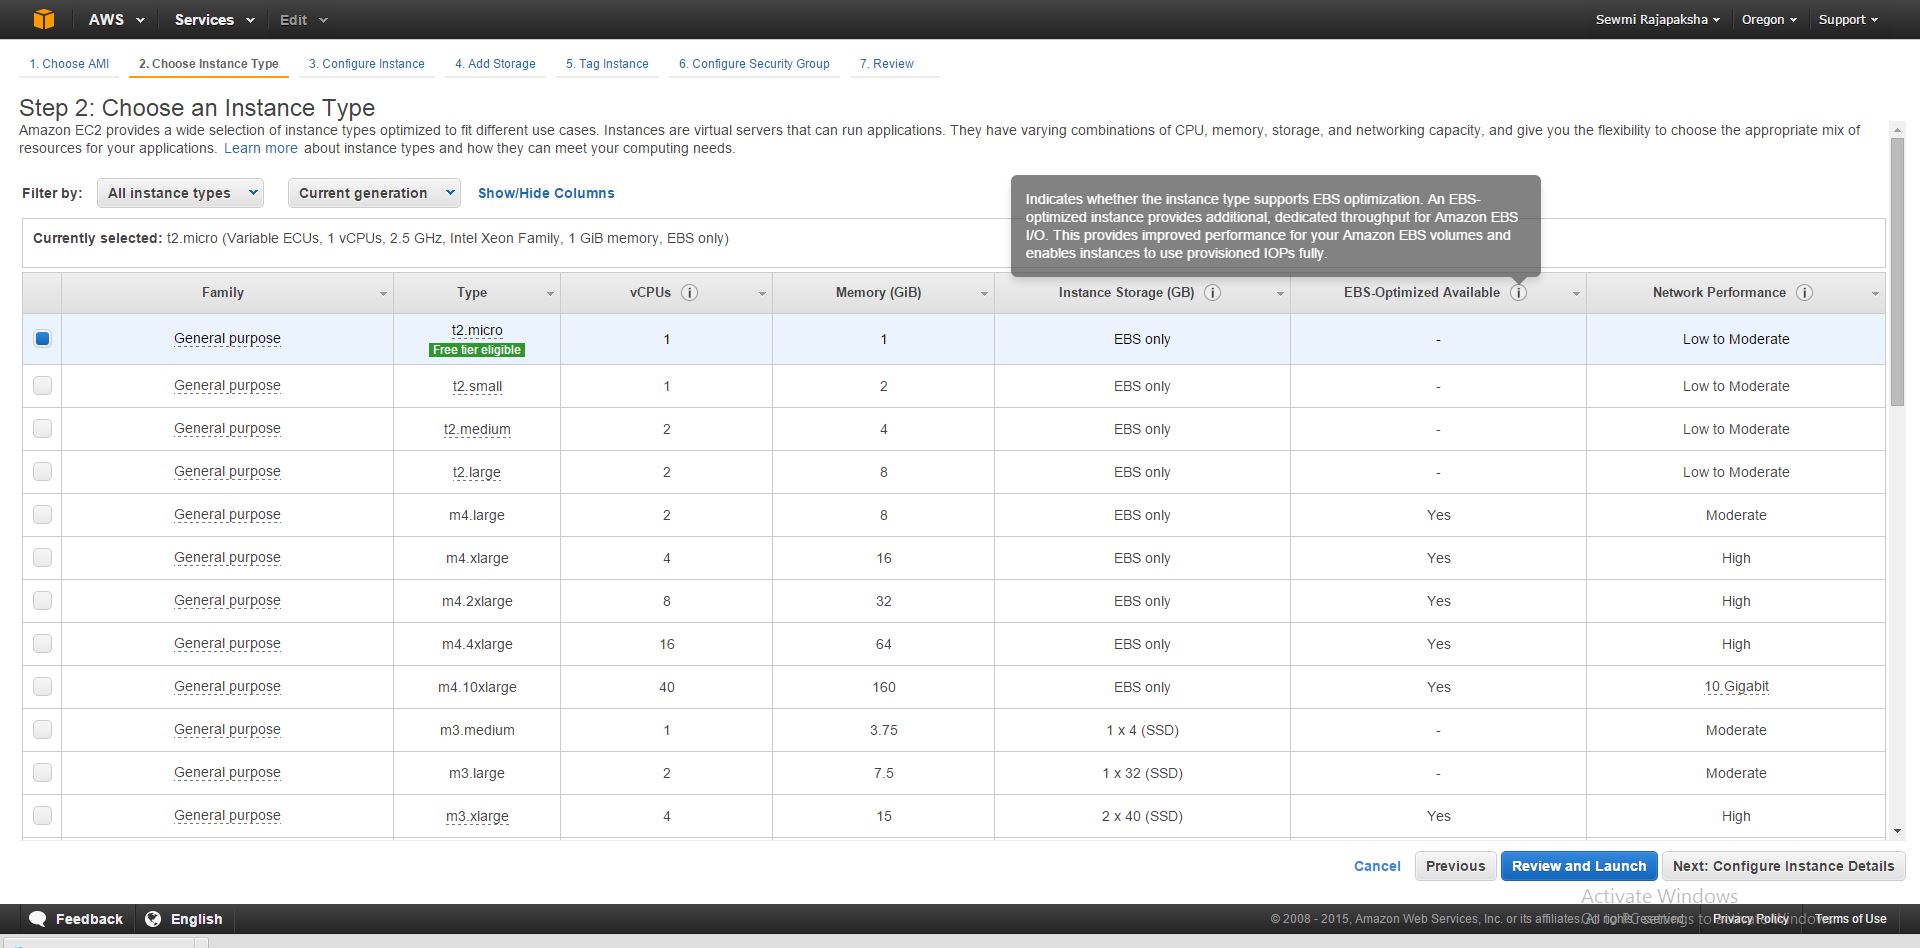 AWS Services Edit Sewmi Rajapaksha Oregon Support
1. Choose AMI 2. Choose Instance Type 3. Configure Instance 4. Add Storage 5. Tag Instance 6. Configure Security Group 7. Review
Step 2: Choose an Instance Type
Amazon EC2 provides a wide selection of instance types optimized to fit different use cases. Instances are virtual servers that can run applications. They have varying combinations of CPU, memory, storage, and networking capacity, and give you the flexibility to choose the appropriate mix of
resources for your applications. Learn more about instance types and how they can meet your computing needs.
Filter by: All instance types Current generation Show/Hide Columns
Indicates whether the instance type supports EBS optimization. An EBS-
optimized instance provides additional, dedicated throughput for Amazon EBS
I/O. This provides improved performance for your Amazon EBS volumes and
enables instances to use provisioned IOPs fully.
Currently selected: t2.micro (Variable ECUs, 1 vCPUs, 2.5 GHz, Intel Xeon Family, 1 GiB memory, EBS only)
Family Type vCPUs i Memory (GiB) Instance Storage (GB) i EBS-Optimized Available i Network Performance i
General purpose t2.micro 1 1 EBS only - Low to Moderate
Free tier eligible
General purpose t2.small 1 2 EBS only - Low to Moderate
General purpose t2.medium 2 4 EBS only - Low to Moderate
General purpose t2.large 2 8 EBS only - Low to Moderate
General purpose m4.large 2 8 EBS only Yes Moderate
General purpose m4.xlarge 4 16 EBS only Yes High
General purpose m4.2xlarge 8 32 EBS only Yes High
General purpose m4.4xlarge 16 64 EBS only Yes High
General purpose m4.10xlarge 40 160 EBS only Yes 10 Gigabit
General purpose m3.medium 1 3.75 1 x 4 (SSD) - Moderate
General purpose m3.large 2 7.5 1 x 32 (SSD) - Moderate
General purpose m3.xlarge 4 15 2 x 40 (SSD) Yes High
Cancel Previous Review and Launch Next: Configure Instance Details
Activate Windows
Feedback English © 2008 - 2015, Amazon Web Services, Inc. or its affiliates. Privacy Policy Terms of Use